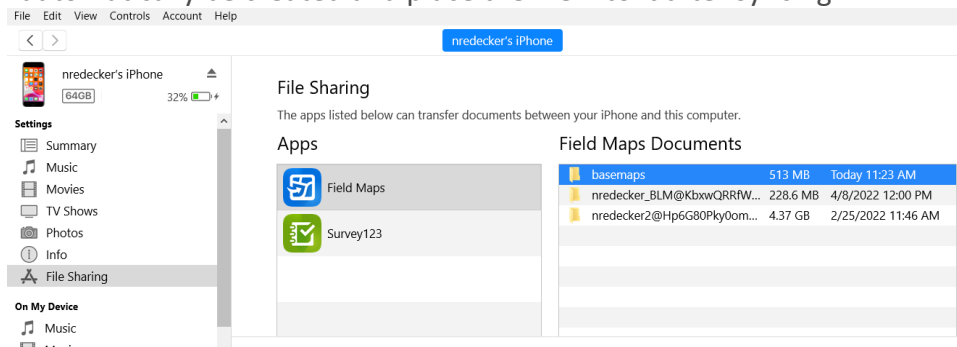 File Edit View Controls Account Help
nredecker's iPhone
nredecker's iPhone
64GB 32%
Settings
Summary
Music
Movies
TV Shows
Photos
Info
File Sharing
On My Device
Music
File Sharing
The apps listed below can transfer documents between your iPhone and this computer.
Apps
Field Maps
Survey123
Field Maps Documents
basemaps 513 MB Today 11:23 AM
nredecker_BLM@KbxwQRRfW... 228.6 MB 4/8/2022 12:00 PM
nredecker2@Hp6G80Pky0om... 4.37 GB 2/25/2022 11:46 AM